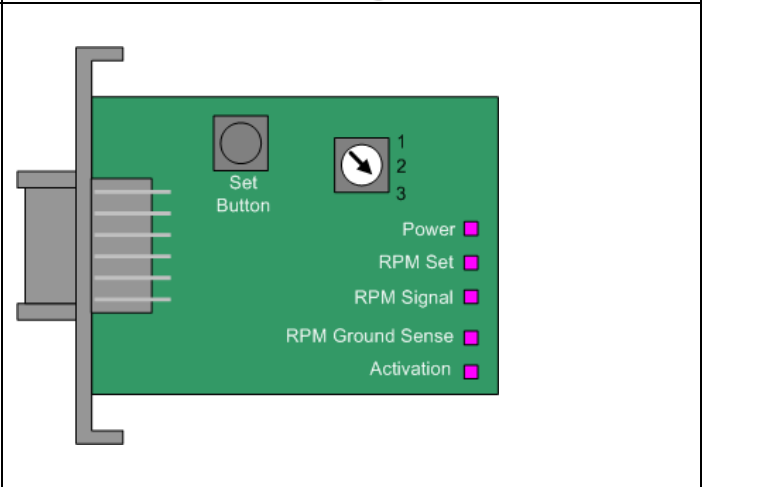 1
2
3
Set
Button
Power
RPM Set
RPM Signal
RPM Ground Sense
Activation